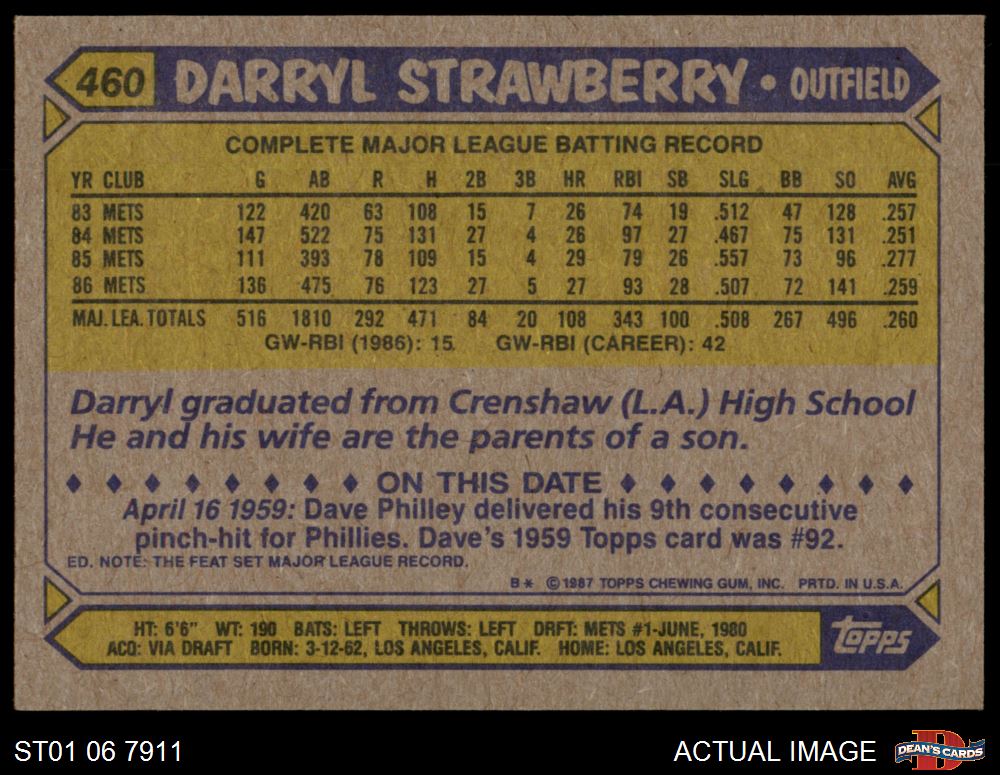 460 DARRYL STRAWBERRY • OUTFIELD
COMPLETE MAJOR LEAGUE BATTING RECORD
YR CLUB G AB R H 2B 3B HR RBI SB SLG BB SO AVG
83 METS 122 420 63 108 15 7 26 74 19 .512 47 128 .257
84 METS 147 522 75 131 27 4 26 97 27 .467 75 131 .251
85 METS 111 393 78 109 15 4 29 79 26 .557 73 96 .277
86 METS 136 475 76 123 27 5 27 93 28 .507 72 141 .259
MAJ. LEA. TOTALS 516 1810 292 471 84 20 108 343 100 .508 267 496 .260
GW-RBI (1986): 15 GW-RBI (CAREER): 42
Darryl graduated from Crenshaw (L.A.) High School
He and his wife are the parents of a son.
♦ ♦ ♦ ♦ ♦ ♦ ♦ ♦ ON THIS DATE ♦ ♦ ♦ ♦ ♦ ♦ ♦ ♦
April 16 1959: Dave Philley delivered his 9th consecutive
pinch-hit for Phillies. Dave's 1959 Topps card was #92.
ED. NOTE: THE FEAT SET MAJOR LEAGUE RECORD.
B* © 1987 TOPPS CHEWING GUM, INC. PRTD. IN U.S.A.
HT: 6'6" WT: 190 BATS: LEFT THROWS: LEFT DRFT: METS #1-JUNE, 1980
ACQ: VIA DRAFT BORN: 3-12-62, LOS ANGELES, CALIF. HOME: LOS ANGELES, CALIF.
topps
ST01 06 7911 ACTUAL IMAGE DEAN'S CARDS